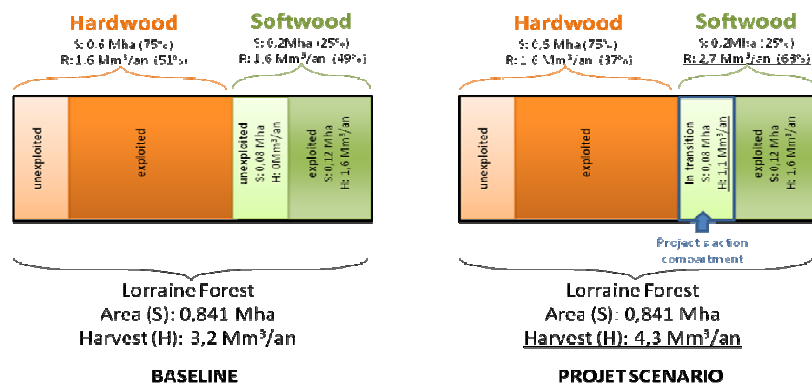 Hardwood
S: 0,6 Mha (75%)
R: 1,6 Mm³/an (51%)
Softwood
S: 0,2Mha (25%)
R: 1,6 Mm³/an (49%)
unexploited
exploited
unexploited
S: 0,08 Mha
H: 0Mm³/an
exploited
S: 0,12 Mha
H: 1,6 Mm³/an
Lorraine Forest
Area (S): 0,841 Mha
Harvest (H): 3,2 Mm³/an
BASELINE
Hardwood
S: 0,6 Mha (75%)
R: 1,6 Mm³/an (37%)
Softwood
S: 0,2Mha (25%)
R: 2,7 Mm³/an (63%)
unexploited
exploited
In transition
S: 0,08 Mha
H: 1,1 Mm³/an
exploited
S: 0,12 Mha
H: 1,6 Mm³/an
Project's action
compartment
Lorraine Forest
Area (S): 0,841 Mha
Harvest (H): 4,3 Mm³/an
PROJET SCENARIO